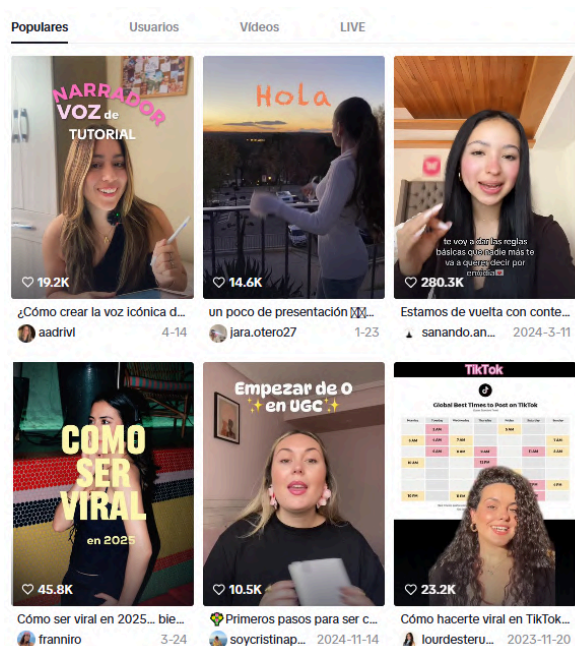 Populares Usuarios Vídeos LIVE
NARRADOR
VOZ de
TUTORIAL
19.2K
¿Cómo crear la voz icónica d...
aadrivl 4-14
Hola
14.6K
un poco de presentación
jara.otero27 1-23
te voy a dar las reglas
básicas que nadie más te
va a querer decir por
envidia
280.3K
Estamos de vuelta con conte...
sanando.an... 2024-3-11
CÓMO
SER
VIRAL
en 2025
45.8K
Cómo ser viral en 2025... bie...
franniro 3-24
Empezar de 0
en UGC
10.5K
Primeros pasos para ser c...
soycristinap... 2024-11-14
TikTok
Global Best Times to Post on TikTok
23.2K
Cómo hacerte viral en TikTok...
lourdesteru... 2023-11-20